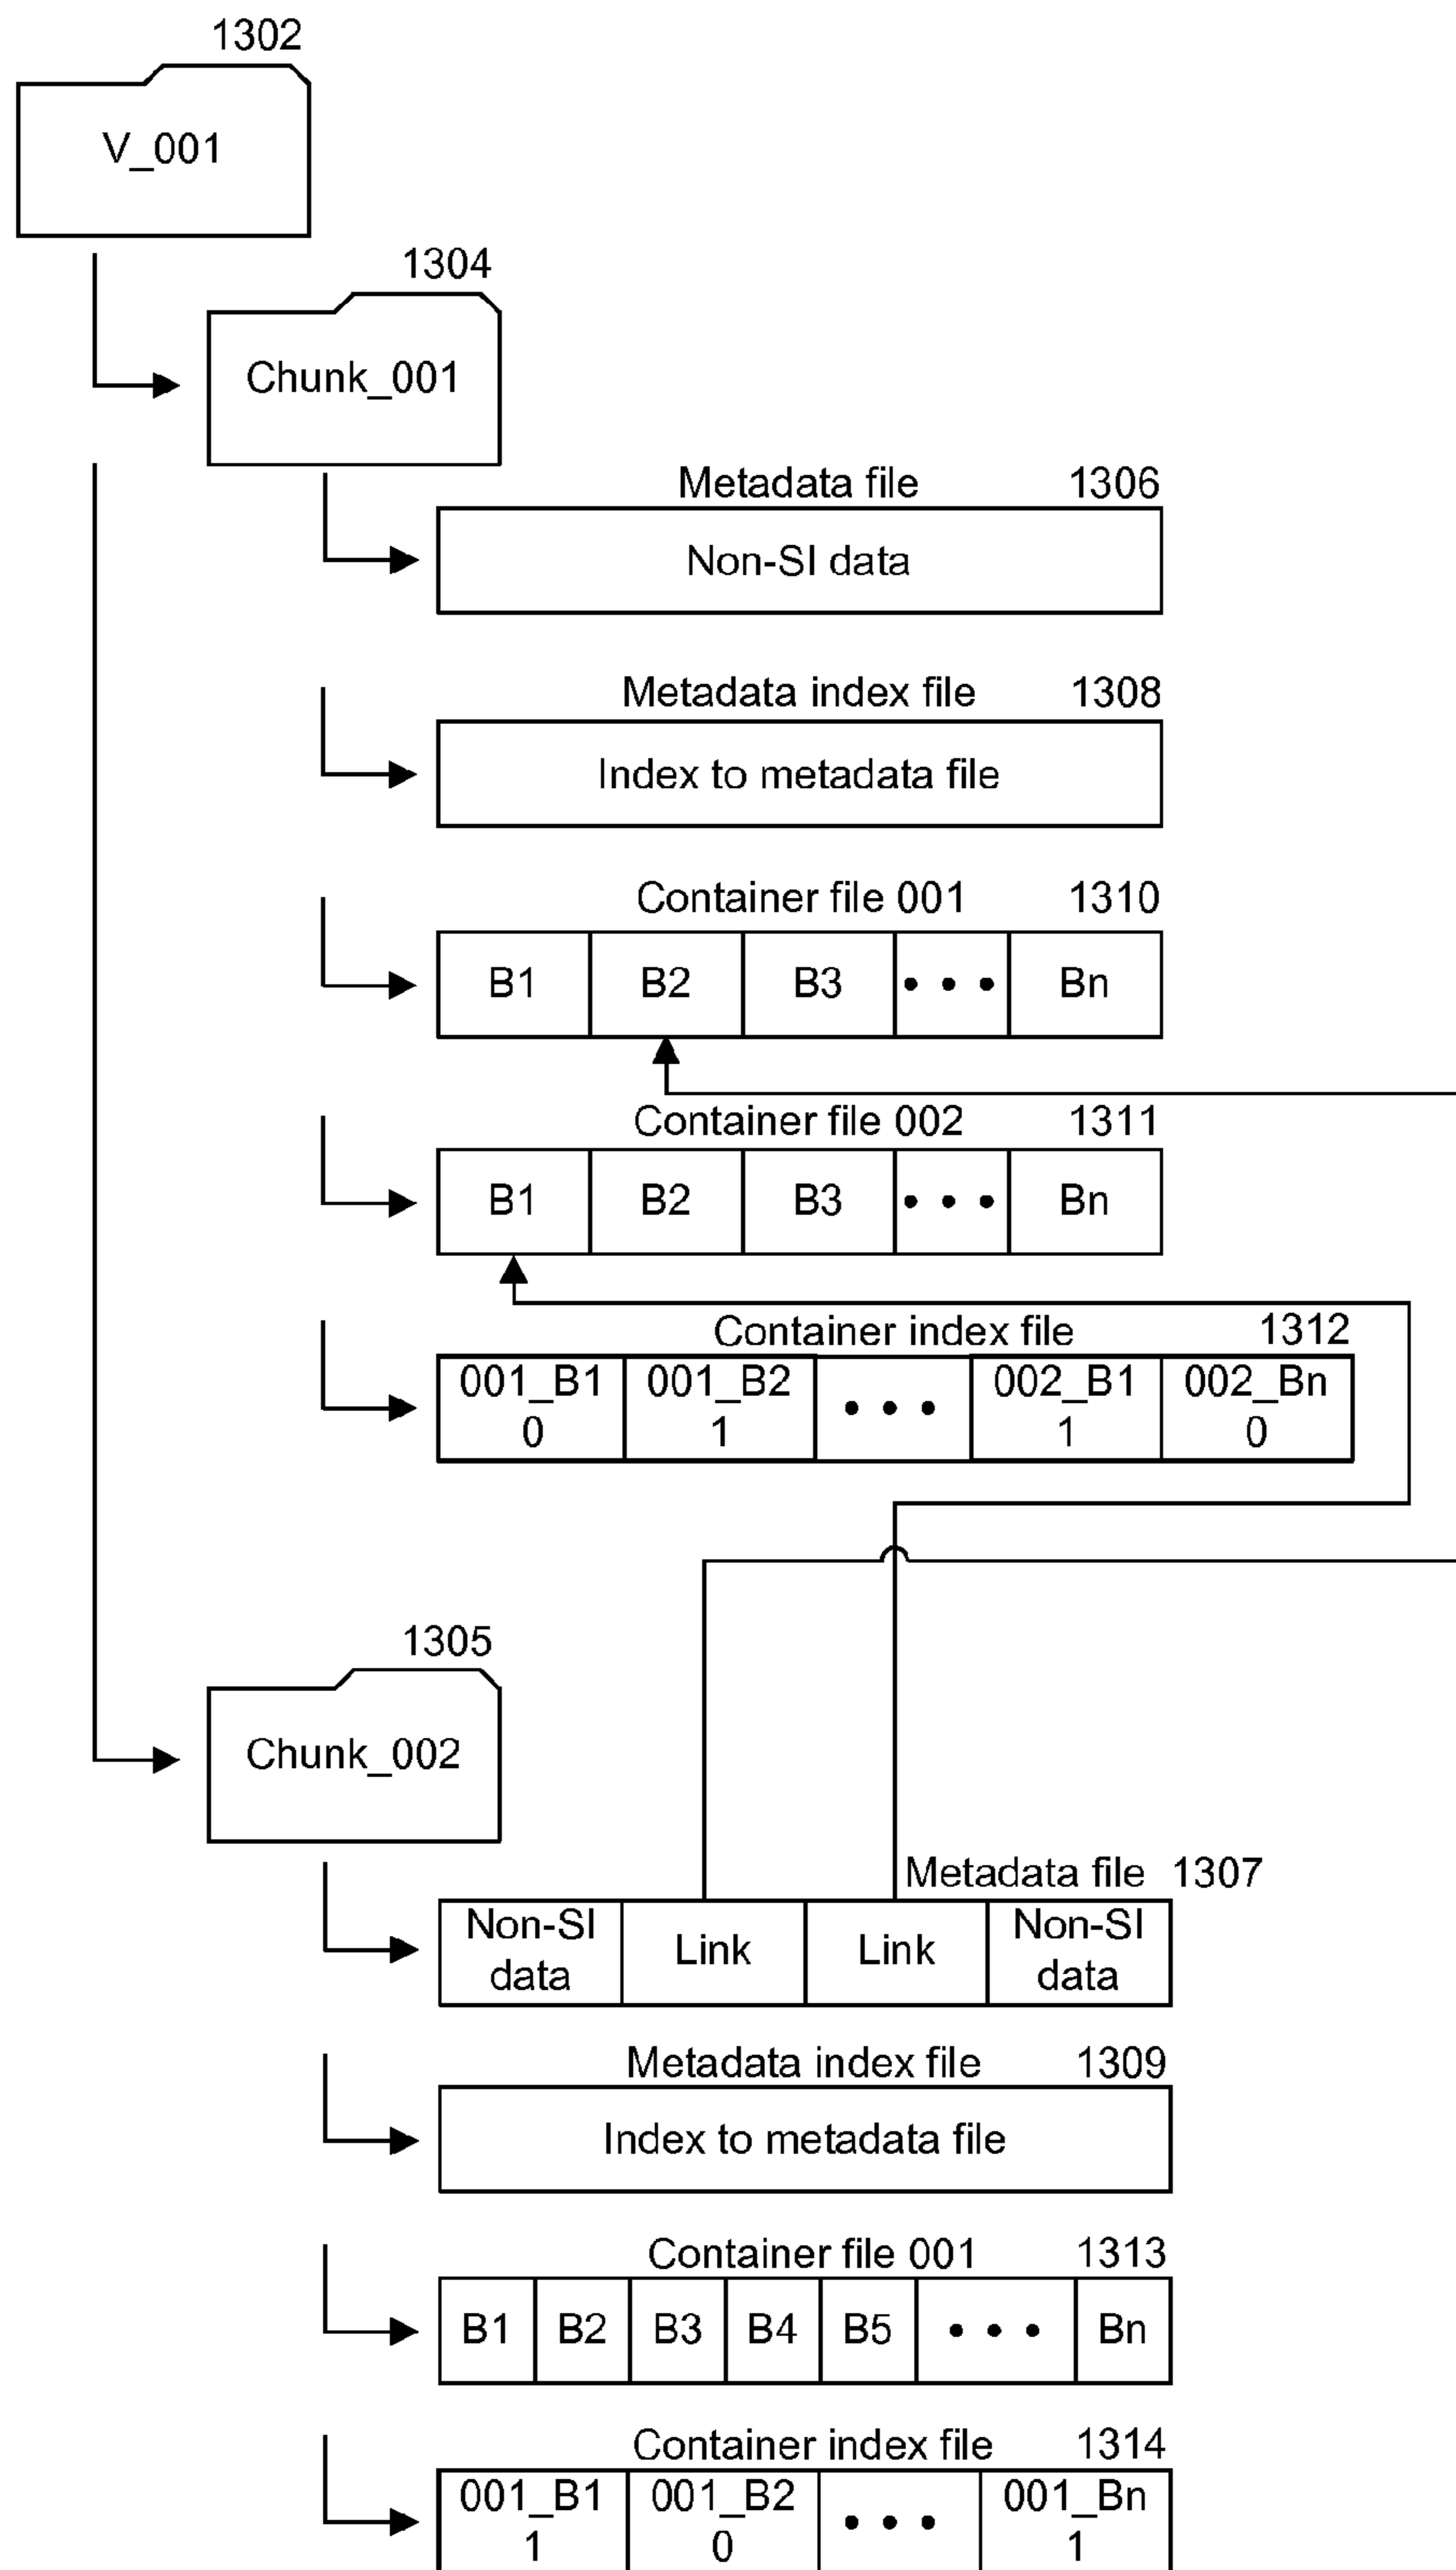 1302
V_001
1304
Chunk_001
Metadata file 1306
Non-SI data
Metadata index file 1308
Index to metadata file
Container file 001 1310
B1 B2 B3 • • • Bn
Container file 002 1311
B1 B2 B3 • • • Bn
Container index file 1312
001_B1 001_B2 • • • 002_B1 002_Bn
0 1 1 0
1305
Chunk_002
Metadata file 1307
Non-SI Link Link Non-SI
data data
Metadata index file 1309
Index to metadata file
Container file 001 1313
B1 B2 B3 B4 B5 • • • Bn
Container index file 1314
001_B1 001_B2 • • • 001_Bn
1 0 1